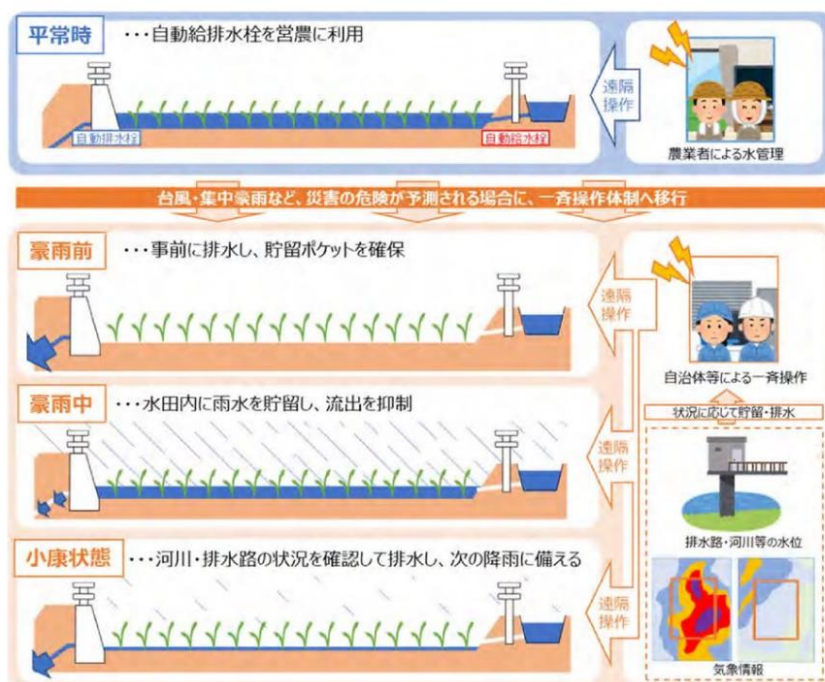 平常時
・・・自動給排水栓を営農に利用
自動排水栓
自動給水栓
遠隔
操作
農業者による水管理
台風・集中豪雨など、災害の危険が予測される場合に、一斉操作体制へ移行
豪雨前
・・・事前に排水し、貯留ポケットを確保
遠隔
操作
自治体等による一斉操作
状況に応じて貯留・排水
豪雨中
・・・水田内に雨水を貯留し、流出を抑制
遠隔
操作
排水路・河川等の水位
小康状態
・・・河川・排水路の状況を確認して排水し、次の降雨に備える
遠隔
操作
気象情報